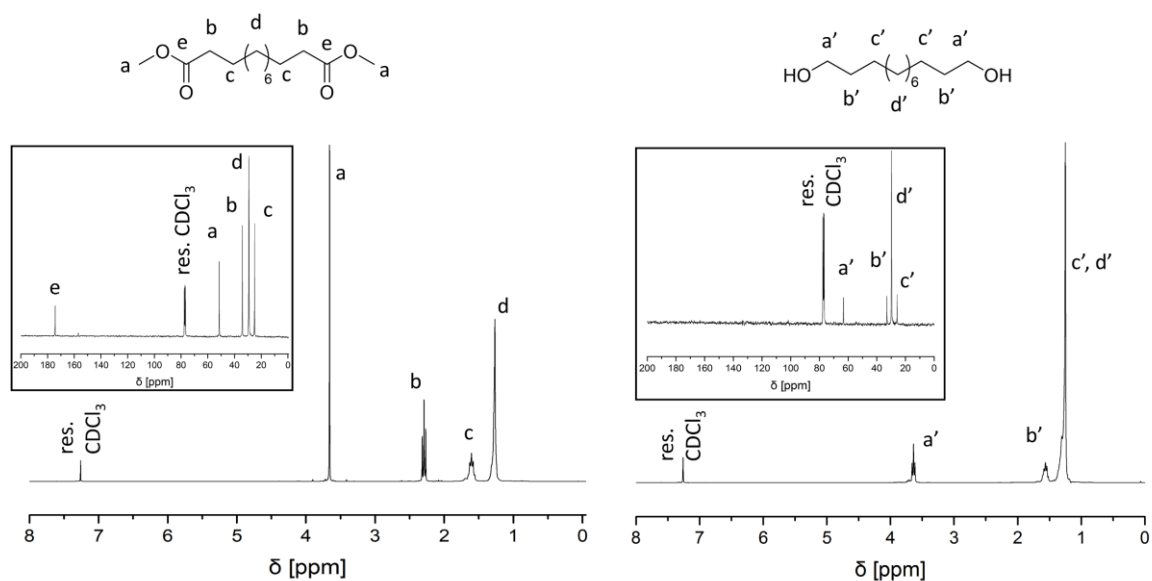 b d b
e e
a O O a
c 6 c
O O
a' c' c' a'
HO 6 OH
b' d' b'
d
b
res. CDCl3
c
a
e
200 180 160 140 120 100 80 60 40 20 0
δ [ppm]
a
d
b
c
res.
CDCl3
8 7 6 5 4 3 2 1 0
δ [ppm]
res.
CDCl3
d'
b'
a'
c'
200 180 160 140 120 100 80 60 40 20 0
δ [ppm]
c', d'
a'
b'
res.
CDCl3
8 7 6 5 4 3 2 1 0
δ [ppm]